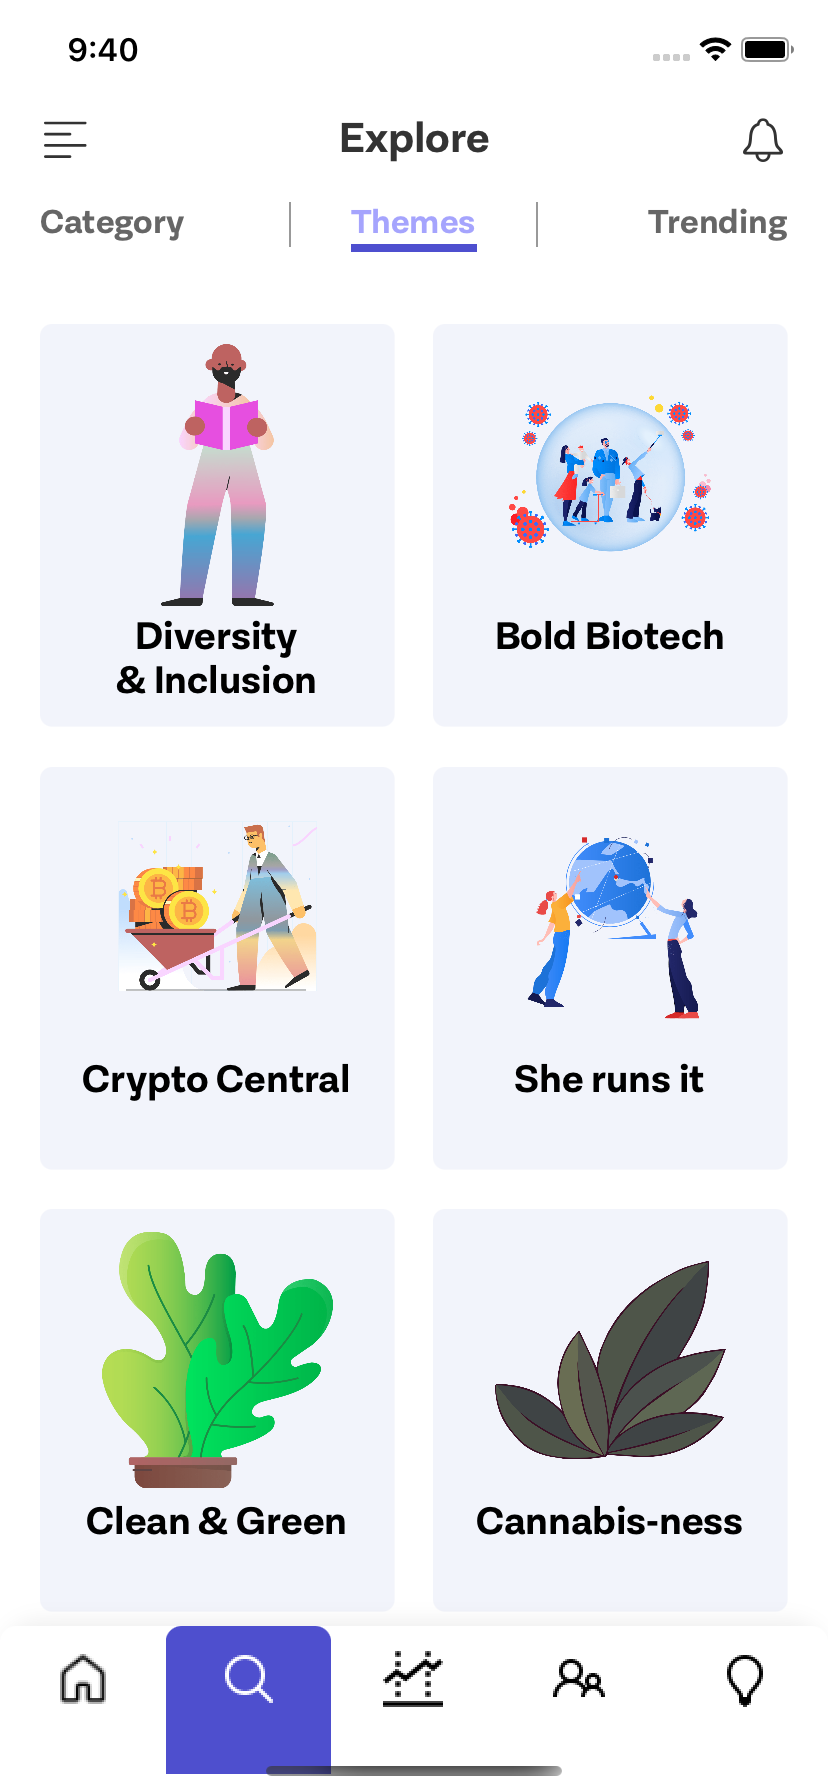 9:40
Explore
Category
Themes
Trending
Diversity
& Inclusion
Bold Biotech
Crypto Central
She runs it
Clean & Green
Cannabis-ness